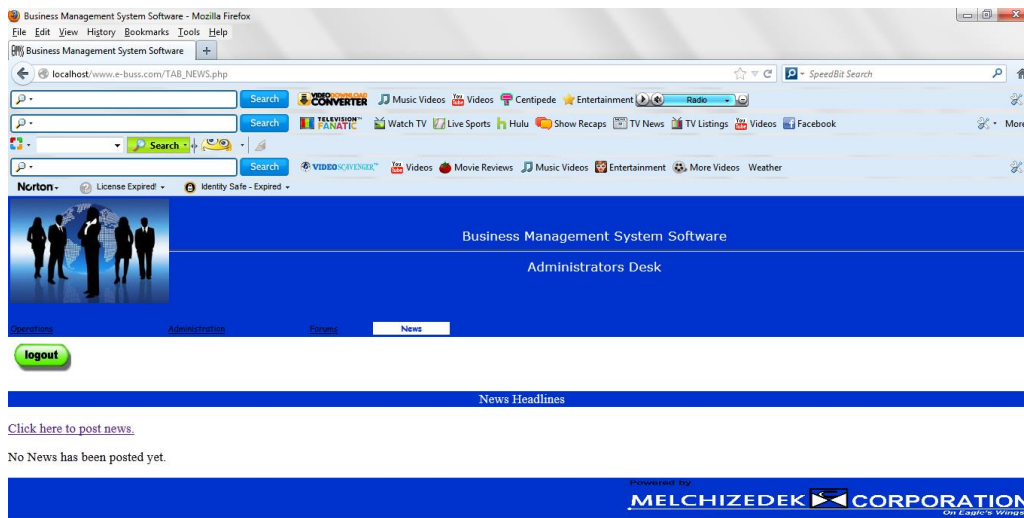 Business Management System Software - Mozilla Firefox
File Edit View History Bookmarks Tools Help
BMS Business Management System Software +
localhost/www.e-buss.com/TAB_NEWS.php SpeedBit Search
Search VIDEO DOWNLOAD CONVERTER Music Videos Videos Centipede Entertainment Radio
Search TELEVISION FANATIC Watch TV Live Sports Hulu Show Recaps TV News TV Listings Videos Facebook More
Search
Search VIDEOSCAVENGER Videos Movie Reviews Music Videos Entertainment More Videos Weather
Norton License Expired! Identity Safe - Expired
Business Management System Software
Administrators Desk
Operations Administration Forums News
logout
News Headlines
Click here to post news.
No News has been posted yet.
Powered by
MELCHIZEDEK CORPORATION
On Eagle's Wings